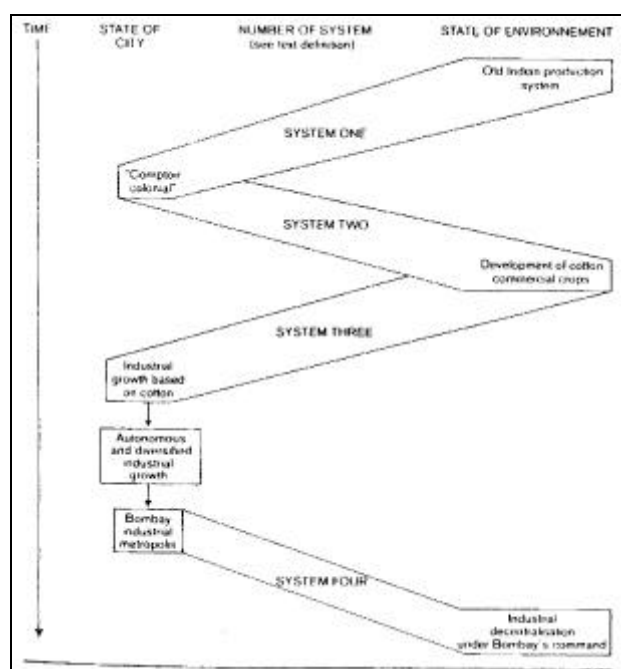 TIME
STATE OF
CITY
NUMBER OF SYSTEM
(see text definition)
STATE OF ENVIRONNEMENT
Old Indian production
system
SYSTEM ONE
"Comptoir
colonial"
SYSTEM TWO
Development of cotton
commercial crops
SYSTEM THREE
Industrial
growth based
on cotton
Autonomous
and diversified
industrial
growth
Bombay
industrial
metropolis
SYSTEM FOUR
Industrial
decentralisation
under Bombay's command